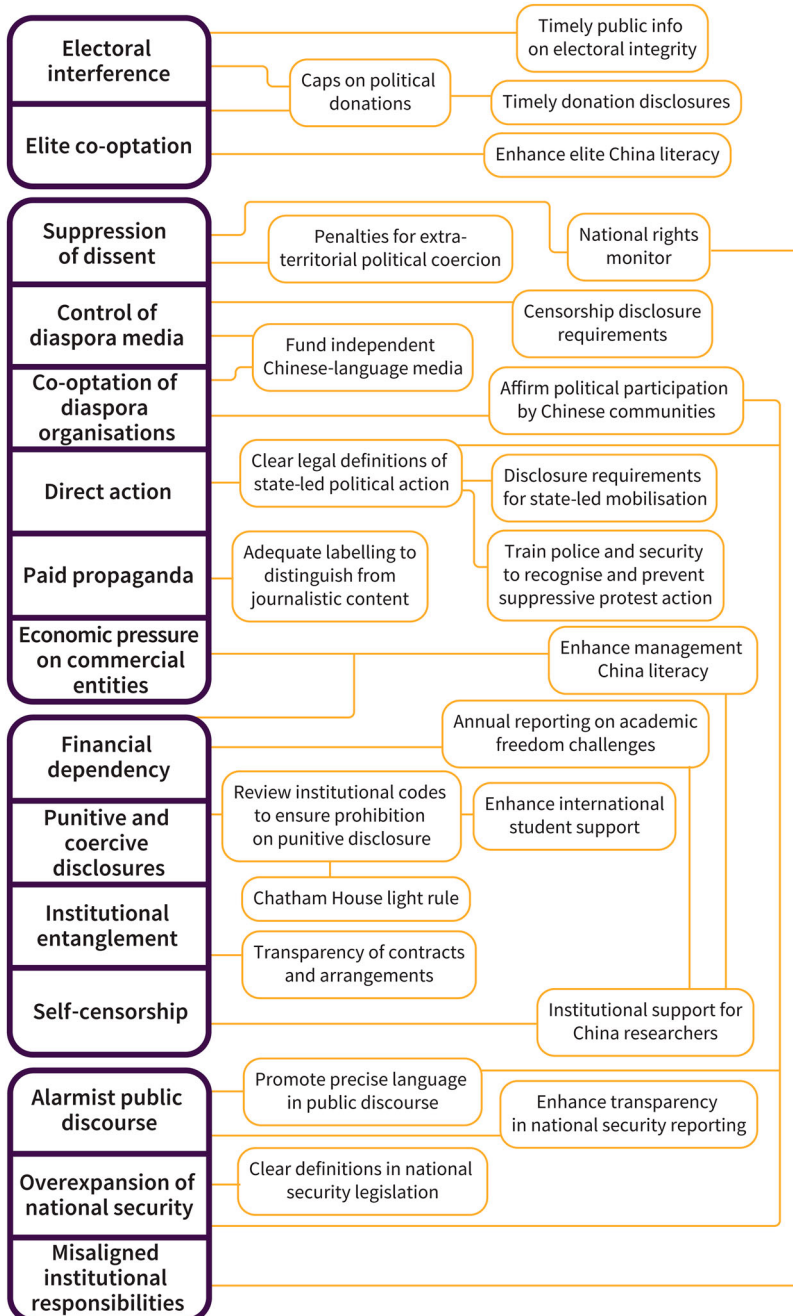 Electoral
interference
Timely public info
on electoral integrity
Caps on political
donations
Timely donation disclosures
Elite co-optation
Enhance elite China literacy
Suppression
of dissent
Penalties for extra-
territorial political coercion
National rights
monitor
Control of
diaspora media
Censorship disclosure
requirements
Fund independent
Chinese-language media
Co-optation of
diaspora
organisations
Affirm political participation
by Chinese communities
Direct action
Clear legal definitions of
state-led political action
Disclosure requirements
for state-led mobilisation
Paid propaganda
Adequate labelling to
distinguish from
journalistic content
Train police and security
to recognise and prevent
suppressive protest action
Economic pressure
on commercial
entities
Enhance management
China literacy
Financial
dependency
Annual reporting on academic
freedom challenges
Punitive and
coercive
disclosures
Review institutional codes
to ensure prohibition
on punitive disclosure
Enhance international
student support
Chatham House light rule
Institutional
entanglement
Transparency of contracts
and arrangements
Self-censorship
Institutional support for
China researchers
Alarmist public
discourse
Promote precise language
in public discourse
Enhance transparency
in national security reporting
Overexpansion of
national security
Clear definitions in national
security legislation
Misaligned
institutional
responsibilities